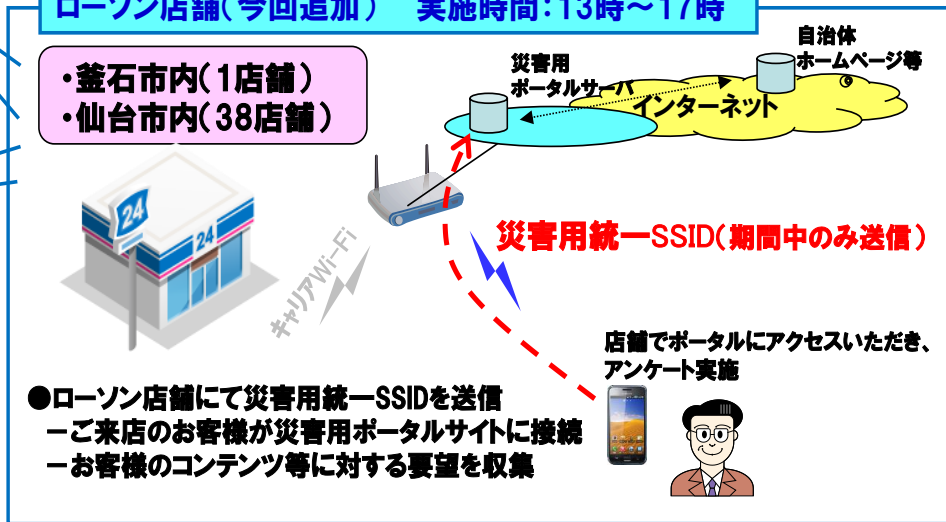 ローソン店舗(今回追加) 実施時間:13時～17時
・釜石市内(1店舗)
・仙台市内(38店舗)
災害用
ポータルサーバ
自治体
ホームページ等
インターネット
24
24
キャリアWi-Fi
災害用統一SSID(期間中のみ送信)
店舗でポータルにアクセスいただき、
アンケート実施
●ローソン店舗にて災害用統一SSIDを送信
－ご来店のお客様が災害用ポータルサイトに接続
－お客様のコンテンツ等に対する要望を収集